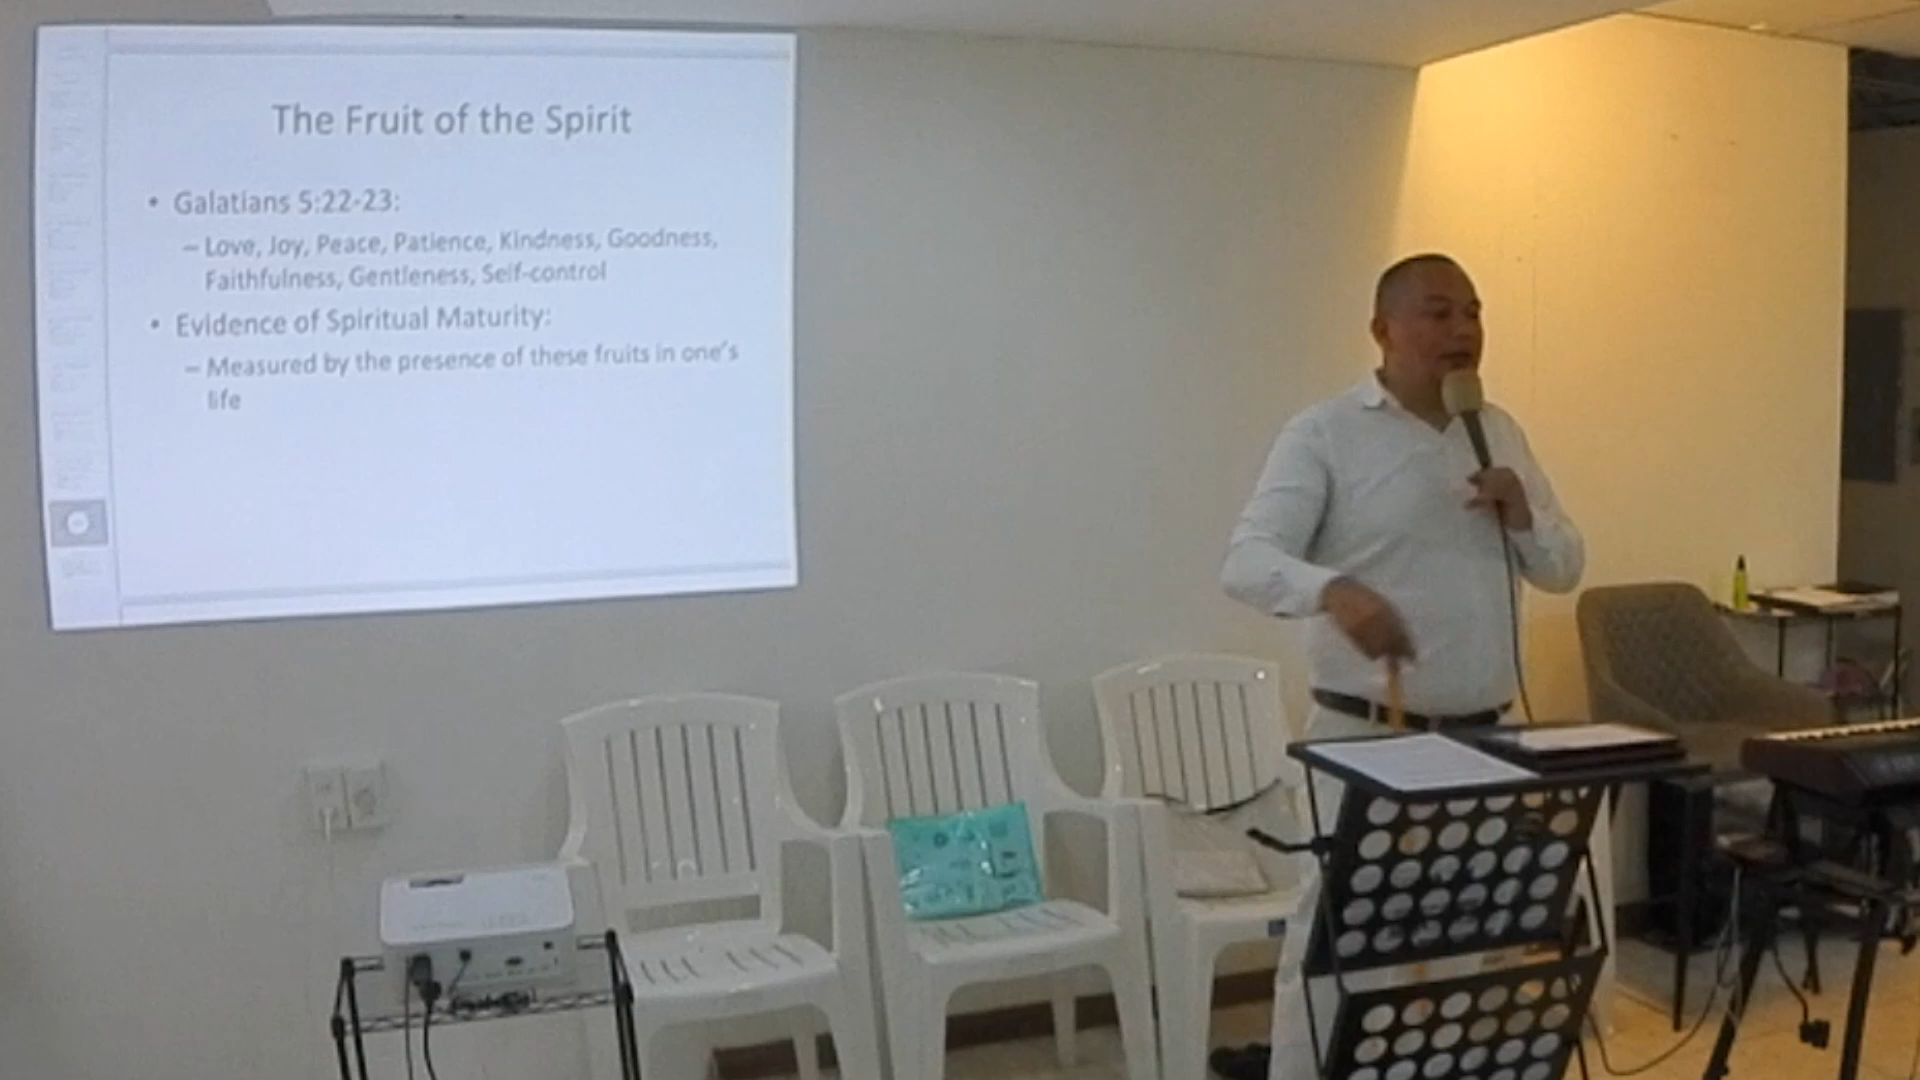 The Fruit of the Spirit
• Galatians 5:22-23:
– Love, Joy, Peace, Patience, Kindness, Goodness,
Faithfulness, Gentleness, Self-control
• Evidence of Spiritual Maturity:
– Measured by the presence of these fruits in one's
life